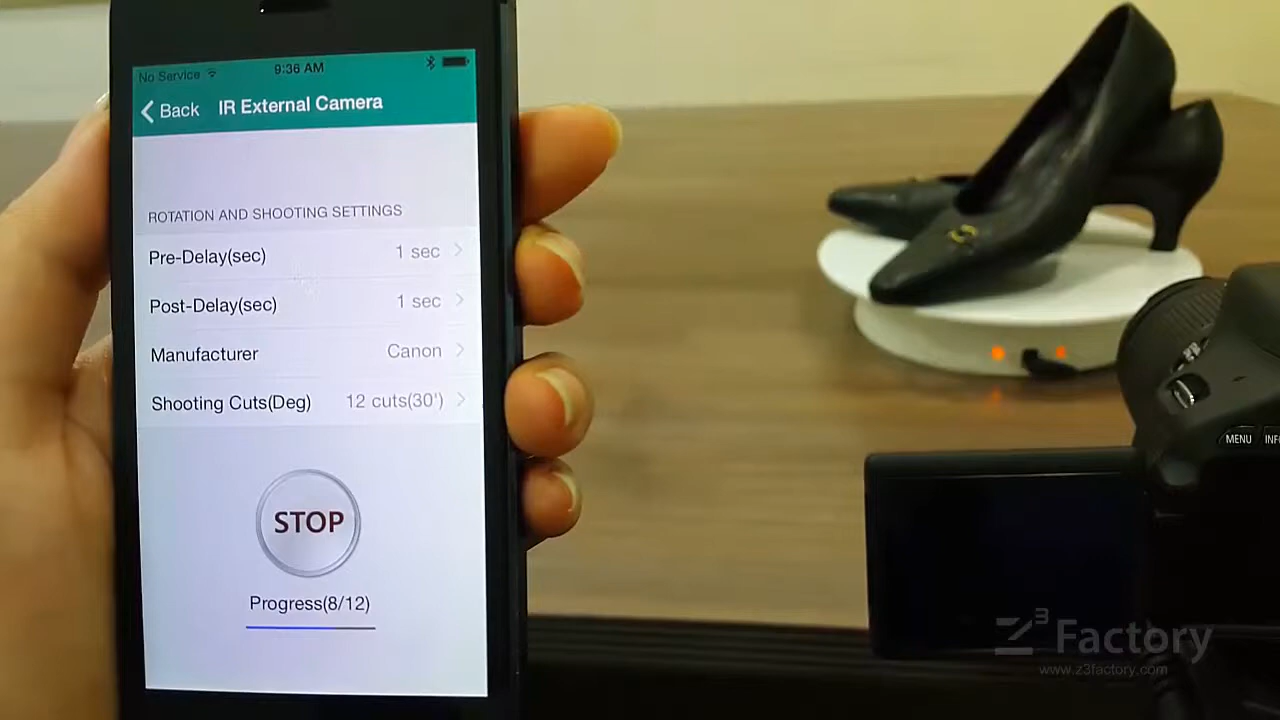 No Service 9:36 AM
Back IR External Camera
ROTATION AND SHOOTING SETTINGS
Pre-Delay(sec) 1 sec
Post-Delay(sec) 1 sec
Manufacturer Canon
Shooting Cuts(Deg) 12 cuts(30')
STOP
Progress(8/12)
MENU INF
Z3 Factory
www.z3factory.com